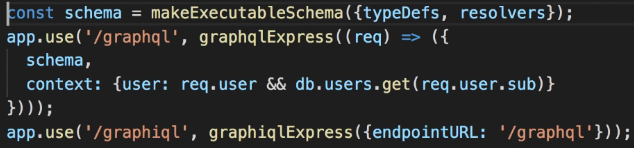 const schema = makeExecutableSchema({typeDefs, resolvers});
app.use('/graphql', graphqlExpress((req) => ({
  schema,
  context: {user: req.user && db.users.get(req.user.sub)}
})));
app.use('/graphiql', graphiqlExpress({endpointURL: '/graphql'}));